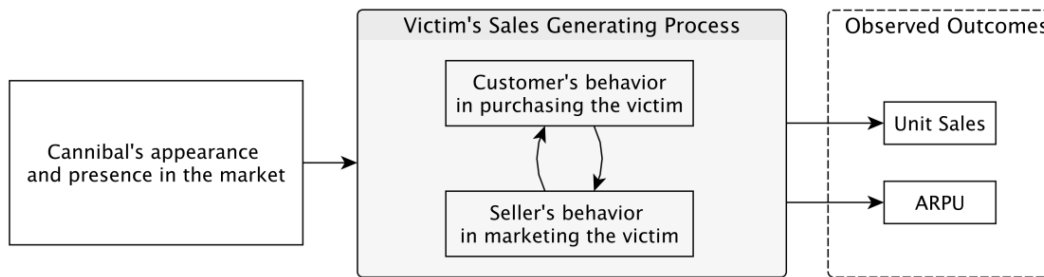 Victim's Sales Generating Process
Observed Outcomes
Customer's behavior
in purchasing the victim
Cannibal's appearance
and presence in the market
Unit Sales
Seller's behavior
in marketing the victim
ARPU